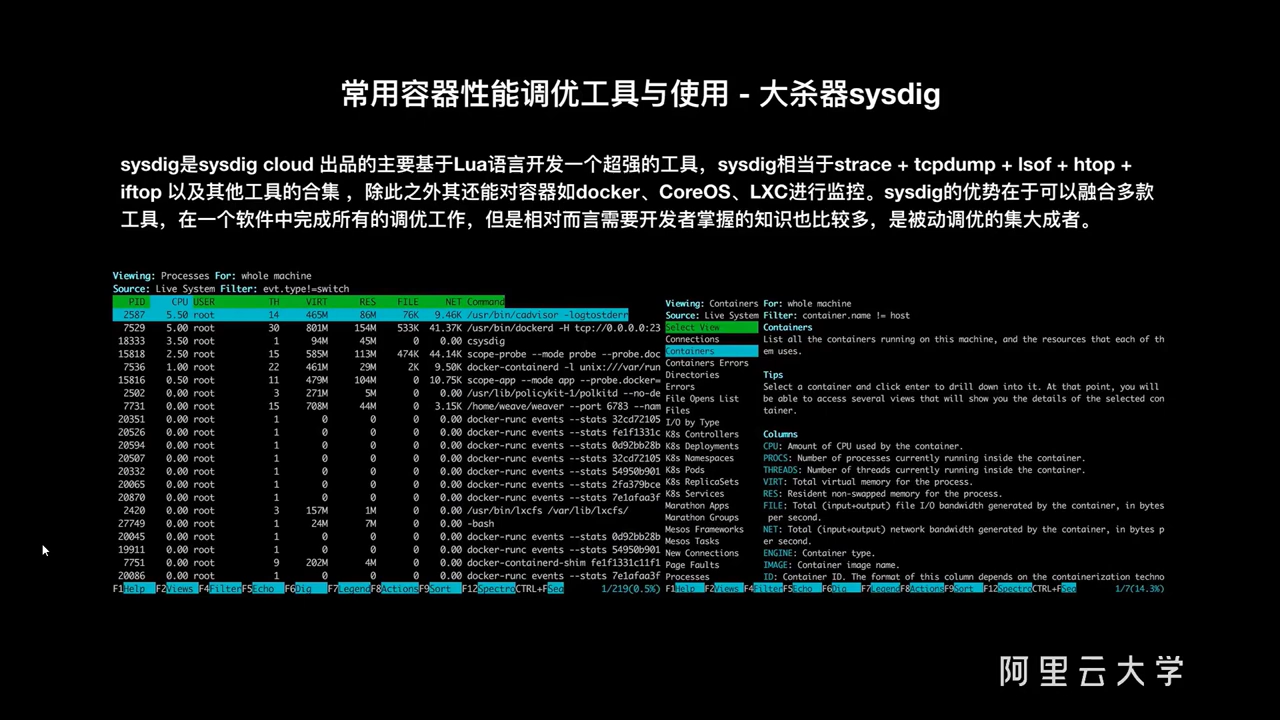 常用容器性能调优工具与使用 - 大杀器sysdig
sysdig是sysdig cloud 出品的主要基于Lua语言开发一个超强的工具，sysdig相当于strace + tcpdump + lsof + htop +
iftop 以及其他工具的合集 ，除此之外其还能对容器如docker、CoreOS、LXC进行监控。sysdig的优势在于可以融合多款
工具，在一个软件中完成所有的调优工作，但是相对而言需要开发者掌握的知识也比较多，是被动调优的集大成者。
Viewing: Processes For: whole machine
Source: Live System Filter: evt.type!=switch
PID CPU USER TH VIRT RES FILE NET Command
2587 5.50 root 14 465M 86M 76K 9.46K /usr/bin/cadvisor -logtostderr
7529 5.00 root 30 801M 154M 533K 41.37K /usr/bin/dockerd -H tcp://0.0.0.0:23
18333 3.50 root 1 94M 45M 0 0.00 csysdig
15818 2.50 root 15 585M 113M 474K 44.14K scope-probe --mode probe --probe.doc
7536 1.00 root 22 461M 29M 2K 9.50K docker-containerd -l unix:///var/run
15816 0.50 root 11 479M 104M 0 10.75K scope-app --mode app --probe.docker=
2502 0.00 root 3 271M 5M 0 0.00 /usr/lib/policykit-1/polkitd --no-de
7731 0.00 root 15 708M 44M 0 3.15K /home/weave/weaver --port 6783 --nam
20351 0.00 root 1 0 0 0 0.00 docker-runc events --stats 32cd72105
20526 0.00 root 1 0 0 0 0.00 docker-runc events --stats fe1f1331c
20594 0.00 root 1 0 0 0 0.00 docker-runc events --stats 0d92bb28b
20507 0.00 root 1 0 0 0 0.00 docker-runc events --stats 32cd72105
20332 0.00 root 1 0 0 0 0.00 docker-runc events --stats 54950b901
20065 0.00 root 1 0 0 0 0.00 docker-runc events --stats 2fa379bce
20870 0.00 root 1 0 0 0 0.00 docker-runc events --stats 7e1afaa3f
2420 0.00 root 3 157M 1M 0 0.00 /usr/bin/lxcfs /var/lib/lxcfs/
27749 0.00 root 1 24M 7M 0 0.00 -bash
20045 0.00 root 1 0 0 0 0.00 docker-runc events --stats 0d92bb28b
19911 0.00 root 1 0 0 0 0.00 docker-runc events --stats 54950b901
7751 0.00 root 9 202M 4M 0 0.00 docker-containerd-shim fe1f1331c11f1
20086 0.00 root 1 0 0 0 0.00 docker-runc events --stats 7e1afaa3f
F1Help F2Views F4FilterF5Echo F6Dig F7LegendF8ActionsF9Sort F12SpectroCTRL+FSea 1/219(0.5%)
Viewing: Containers For: whole machine
Source: Live System Filter: container.name != host
Select View
Connections
Containers
Containers Errors
Directories
Errors
File Opens List
Files
I/O by Type
K8s Controllers
K8s Deployments
K8s Namespaces
K8s Pods
K8s ReplicaSets
K8s Services
Marathon Apps
Marathon Groups
Mesos Frameworks
Mesos Tasks
New Connections
Page Faults
Processes
Containers
List all the containers running on this machine, and the resources that each of th
em uses.
Tips
Select a container and click enter to drill down into it. At that point, you will
be able to access several views that will show you the details of the selected con
tainer.
Columns
CPU: Amount of CPU used by the container.
PROCS: Number of processes currently running inside the container.
THREADS: Number of threads currently running inside the container.
VIRT: Total virtual memory for the process.
RES: Resident non-swapped memory for the process.
FILE: Total (input+output) file I/O bandwidth generated by the container, in bytes
per second.
NET: Total (input+output) network bandwidth generated by the container, in bytes p
er second.
ENGINE: Container type.
IMAGE: Container image name.
ID: Container ID. The format of this column depends on the containerization techno
F1Help F2Views F4FilterF5Echo F6Dig F7LegendF8ActionsF9Sort F12SpectroCTRL+FSea 1/7(14.3%)
阿里云大学